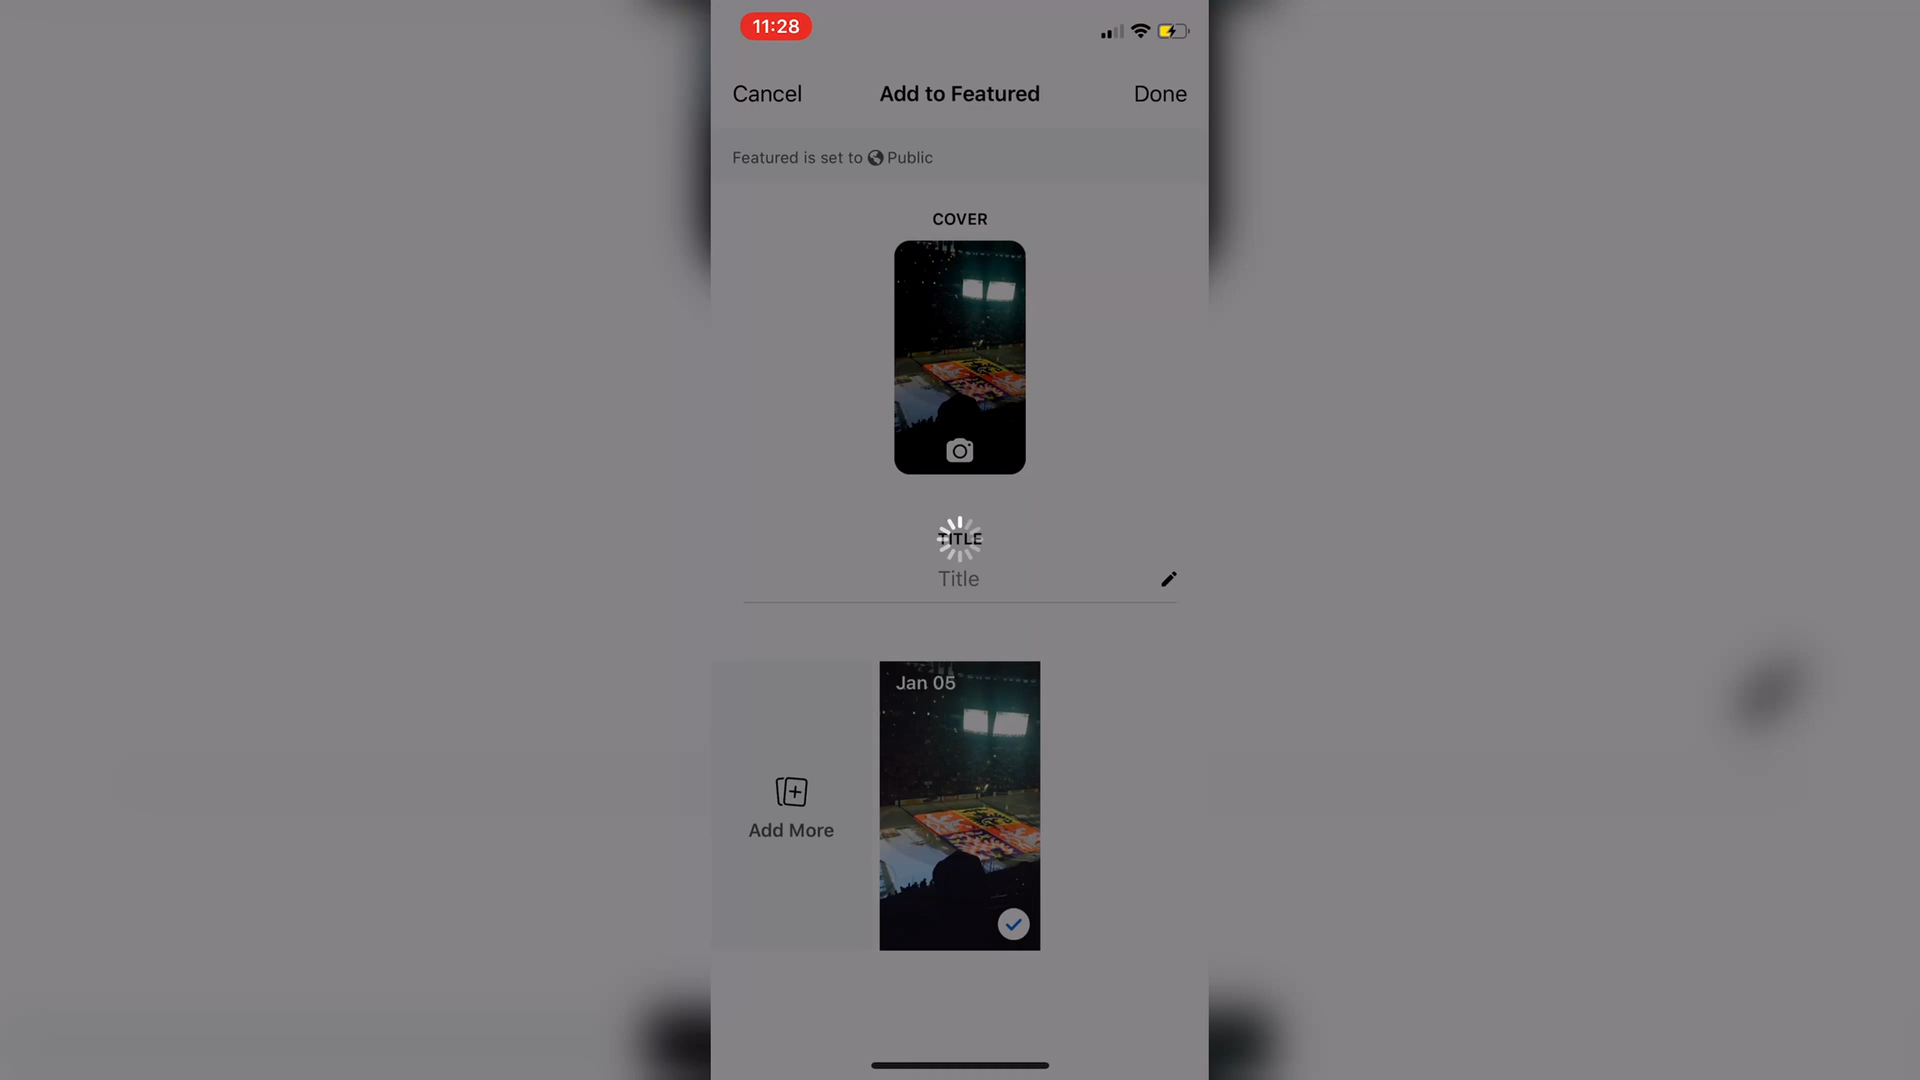 11:28
Cancel Add to Featured Done
Featured is set to Public
COVER
TITLE
Title
Jan 05
Add More